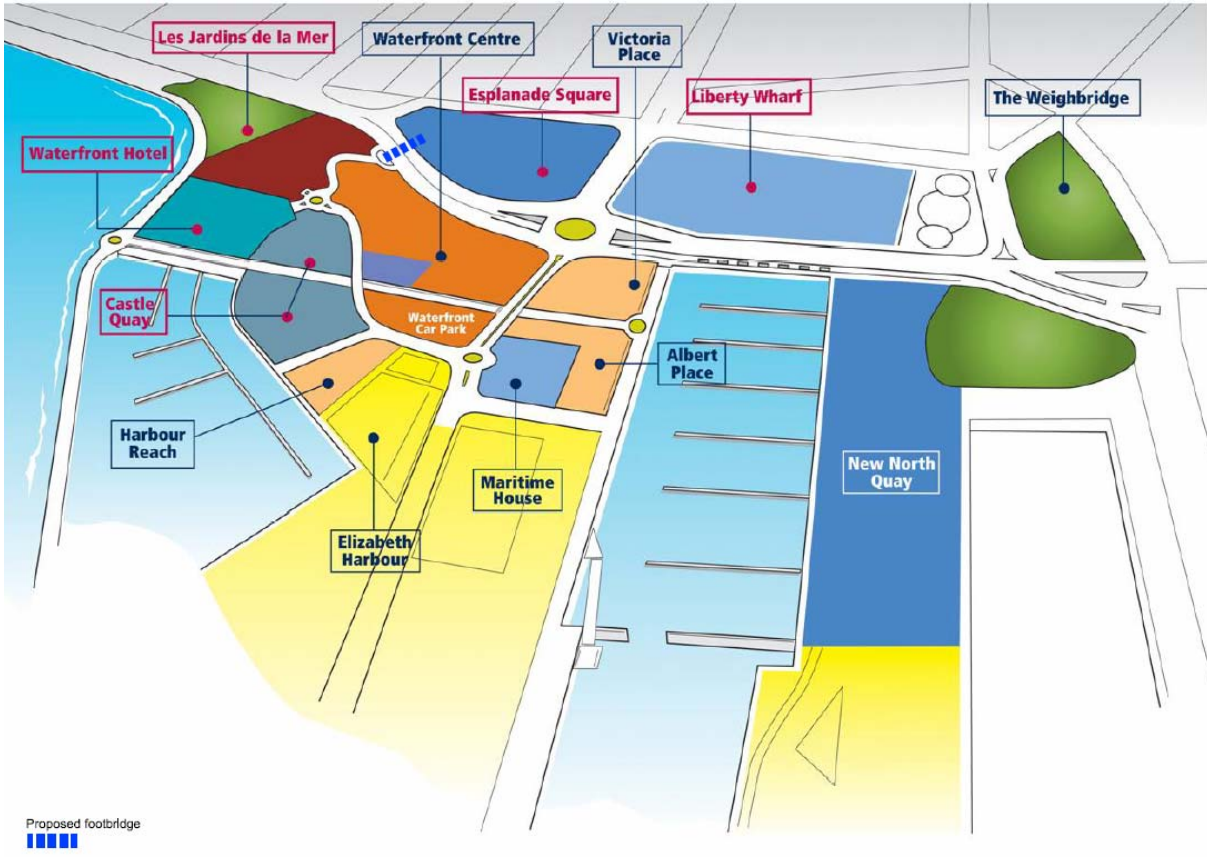 Les Jardins de la Mer
Waterfront Centre
Victoria
Place
Esplanade Square
Liberty Wharf
The Weighbridge
Waterfront Hotel
Castle
Quay
Waterfront
Car Park
Albert
Place
Harbour
Reach
Maritime
House
New North
Quay
Elizabeth
Harbour
Proposed footbridge